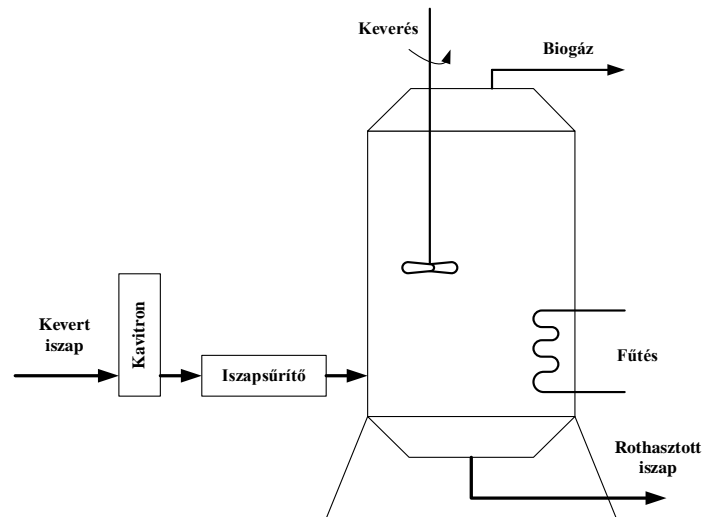 Keverés
Biogáz
Kevert
iszap
Kavitron
Iszapsűrítő
Fűtés
Rothasztott
iszap